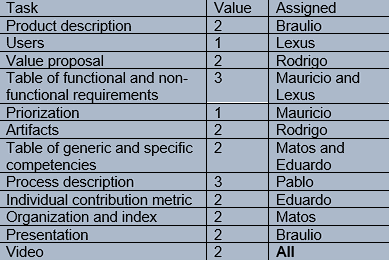 Task Value Assigned
Product description 2 Braulio
Users 1 Lexus
Value proposal 2 Rodrigo
Table of functional and non- 3 Mauricio and
functional requirements Lexus
Priorization 1 Mauricio
Artifacts 2 Rodrigo
Table of generic and specific 2 Matos and
competencies Eduardo
Process description 3 Pablo
Individual contribution metric 2 Eduardo
Organization and index 2 Matos
Presentation 2 Braulio
Video 2 All